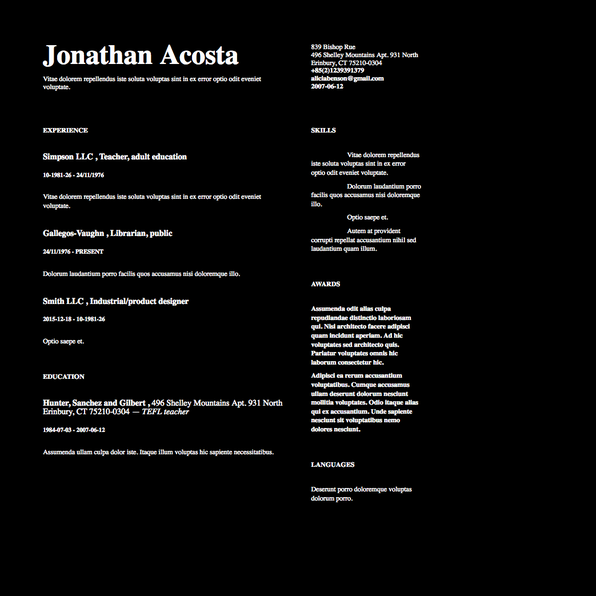 Jonathan Acosta
Vitae dolorem repellendus iste soluta voluptas sint in ex error optio odit eveniet
voluptate.
839 Bishop Rue
496 Shelley Mountains Apt. 931 North
Erinbury, CT 75210-0304
+85(2)1239391379
aliciabenson@gmail.com
2007-06-12
EXPERIENCE
Simpson LLC , Teacher, adult education
10-1981-26 - 24/11/1976
Vitae dolorem repellendus iste soluta voluptas sint in ex error optio odit eveniet
voluptate.
Gallegos-Vaughn , Librarian, public
24/11/1976 - PRESENT
Dolorum laudantium porro facilis quos accusamus nisi doloremque illo.
Smith LLC , Industrial/product designer
2015-12-18 - 10-1981-26
Optio saepe et.
EDUCATION
Hunter, Sanchez and Gilbert , 496 Shelley Mountains Apt. 931 North
Erinbury, CT 75210-0304 — TEFL teacher
1984-07-03 - 2007-06-12
Assumenda ullam culpa dolor iste. Itaque illum voluptas hic sapiente necessitatibus.
SKILLS
Vitae dolorem repellendus
iste soluta voluptas sint in ex error
optio odit eveniet voluptate.
Dolorum laudantium porro
facilis quos accusamus nisi doloremque
illo.
Optio saepe et.
Autem at provident
corrupti repellat accusantium nihil sed
laudantium quam illum.
AWARDS
Assumenda odit alias culpa
repudiandae distinctio laboriosam
qui. Nisi architecto facere adipisci
quam incidunt aperiam. Ad hic
voluptates sed architecto quis.
Pariatur voluptates omnis hic
laborum consectetur hic.
Adipisci ea rerum accusantium
voluptatibus. Cumque accusamus
ullam deserunt dolorum nesciunt
mollitia voluptates. Odio itaque alias
qui ex accusantium. Unde sapiente
nesciunt sit voluptatibus nemo
dolores nesciunt.
LANGUAGES
Deserunt porro doloremque voluptas
dolorum porro.